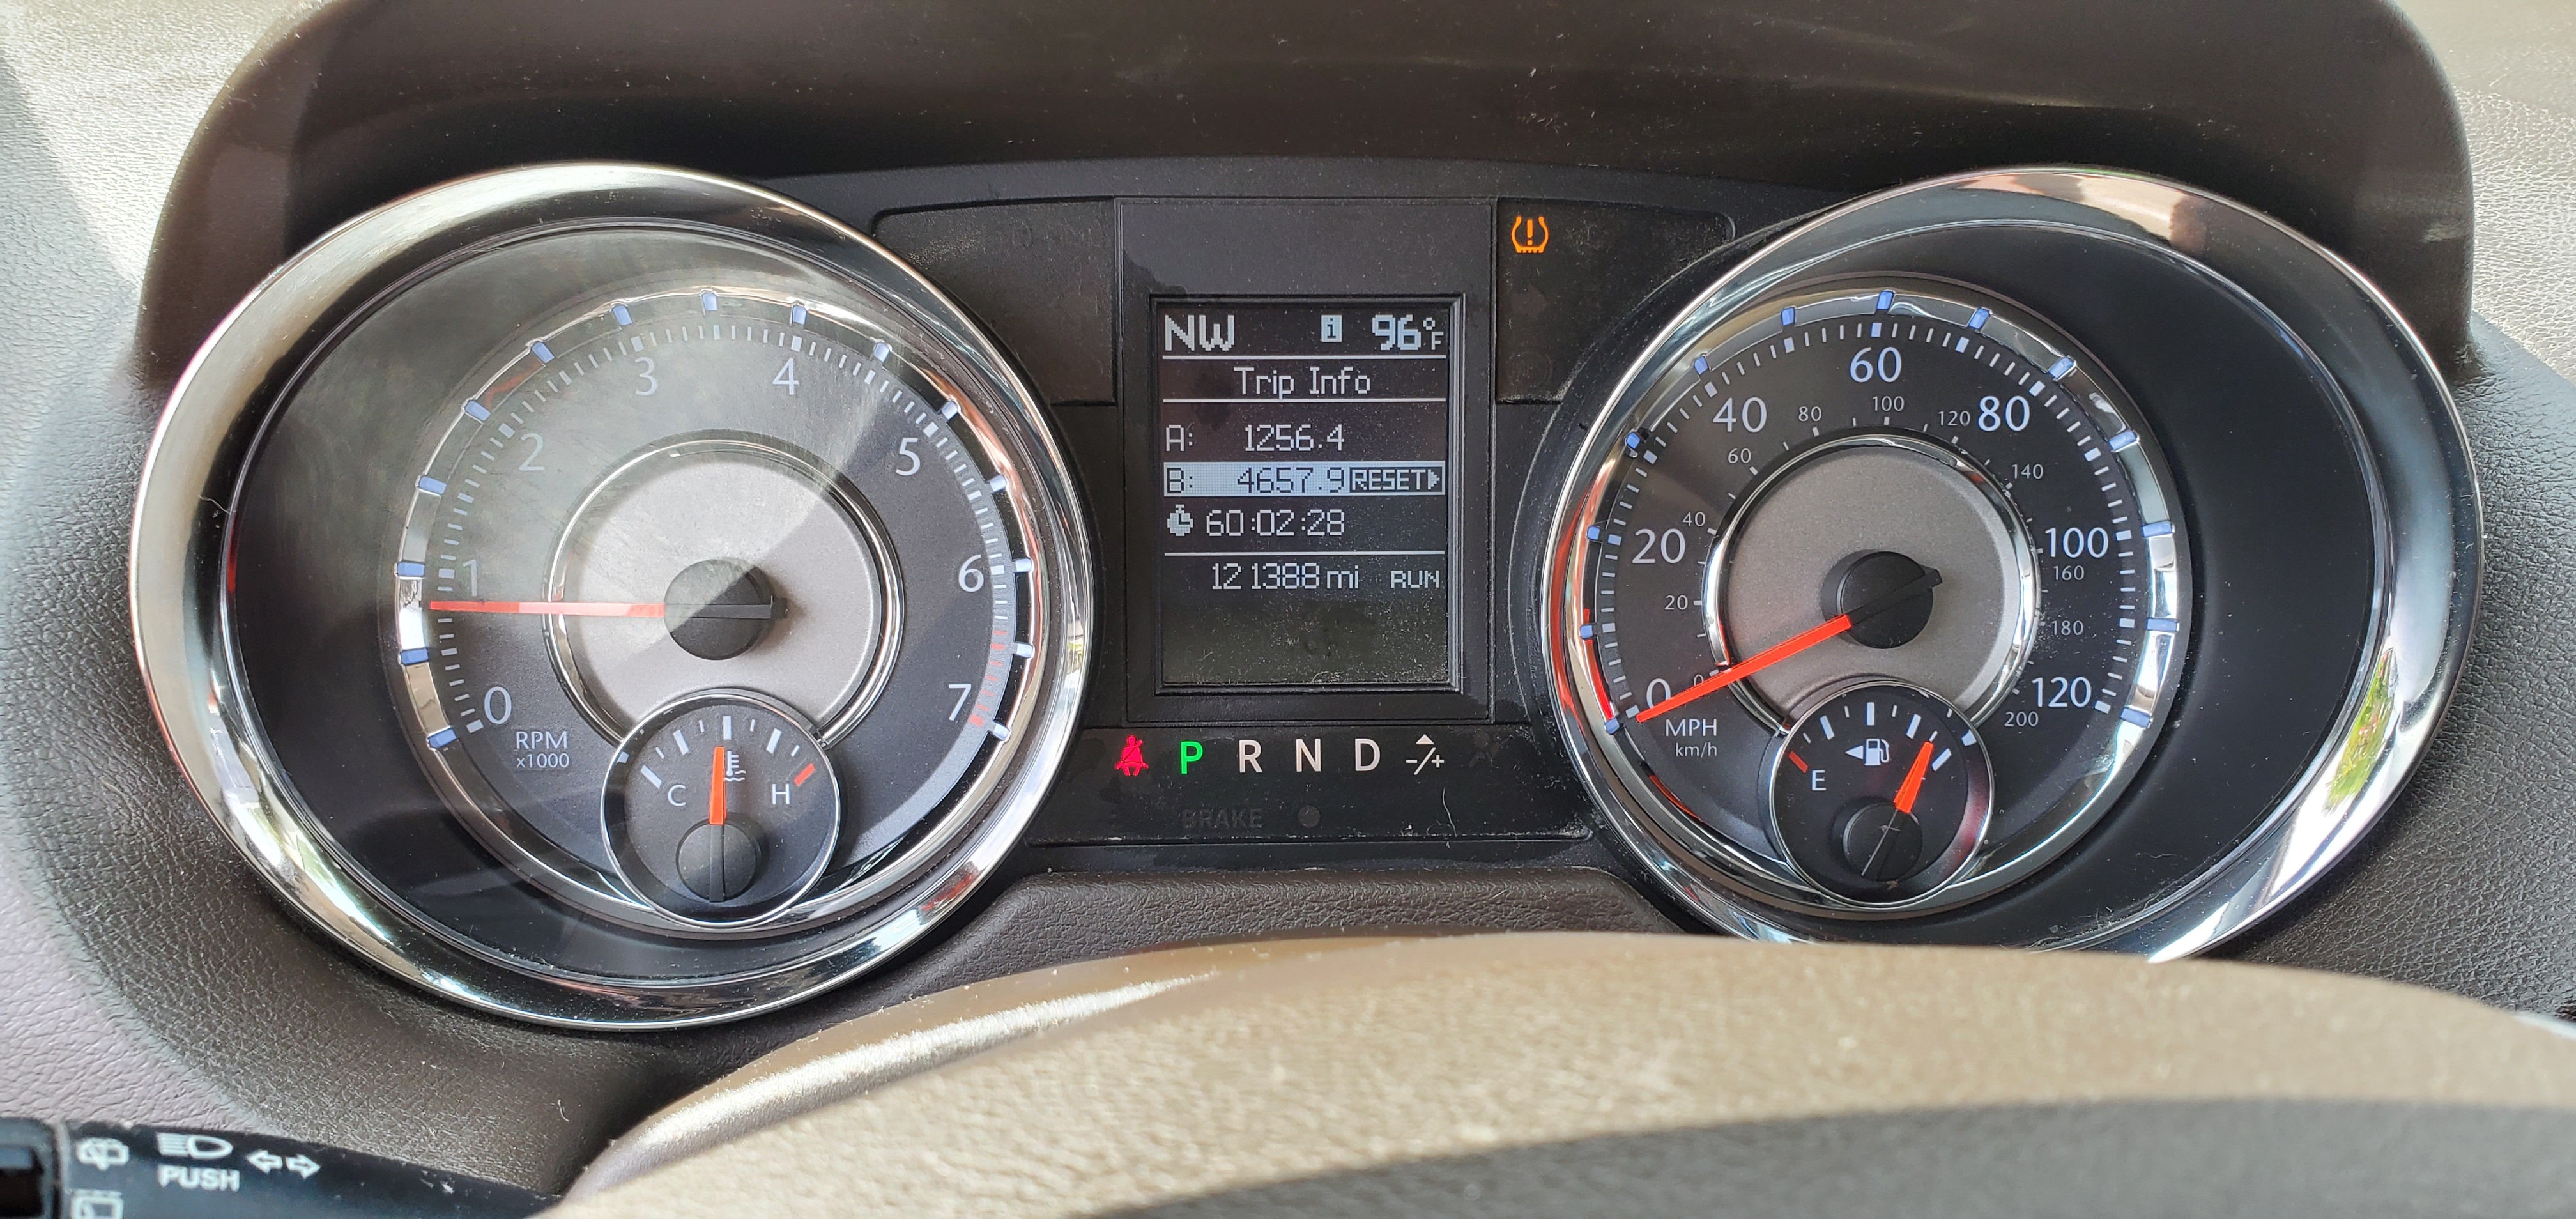 0
1
2
3
4
5
6
7
RPM
x1000
C
H
NW i 96°F
Trip Info
A: 1256.4
B: 4657.9 RESET
60:02:28
121388 mi RUN
P R N D -/+
BRAKE
0
20
40
60
80
100
120
MPH
km/h
0
20
40
60
80
100
120
140
160
180
200
E
PUSH